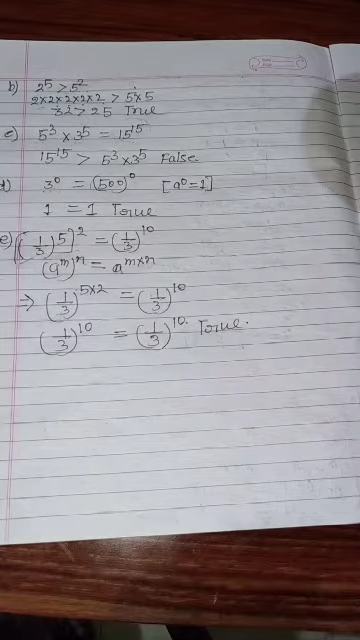 b) 2⁵ > 5²
2×2×2×2×2 > 5×5
32 > 25 True
c) 5³ × 3⁵ = 15¹⁵
15¹⁵ > 5³×3⁵ False
d) 3⁰ = (500)⁰ [a⁰=1]
1 = 1 True
e) [(1/3)5]² = (1/3)¹⁰
(aᵐ)ⁿ = aᵐˣⁿ
⇒ (1/3)⁵ˣ² = (1/3)¹⁰
(1/3)¹⁰ = (1/3)¹⁰. True.